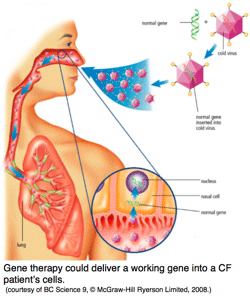 normal gene
+
cold virus
normal gene
inserted
into
cold virus
nucleus
nasal cell
normal gene
lung
Gene therapy could deliver a working gene into a CF
patient's cells.
(courtesy of BC Science 9, © McGraw-Hill Ryerson Limited, 2008.)